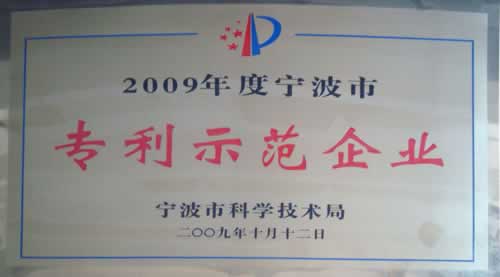 2009年度宁波市
专利示范企业
宁波市科学技术局
二〇〇九年十月十二日